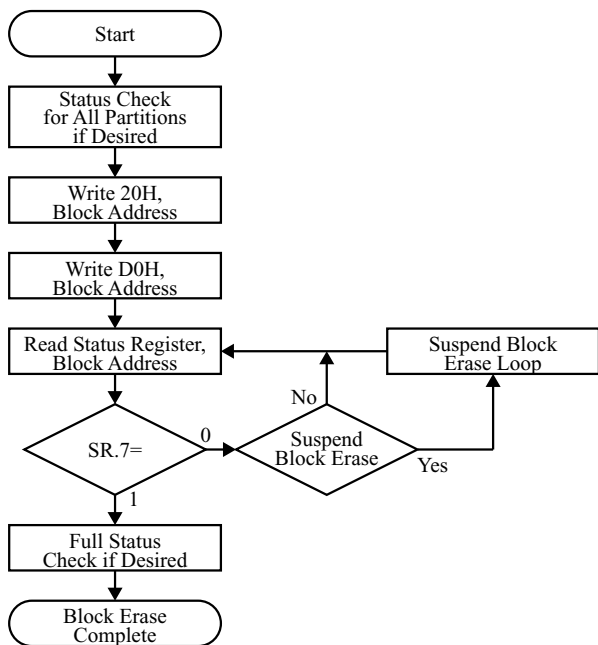 Start
Status Check
for All Partitions
if Desired
Write 20H,
Block Address
Write D0H,
Block Address
Read Status Register,
Block Address
Suspend Block
Erase Loop
No
SR.7=
0
Suspend
Block Erase
Yes
1
Full Status
Check if Desired
Block Erase
Complete